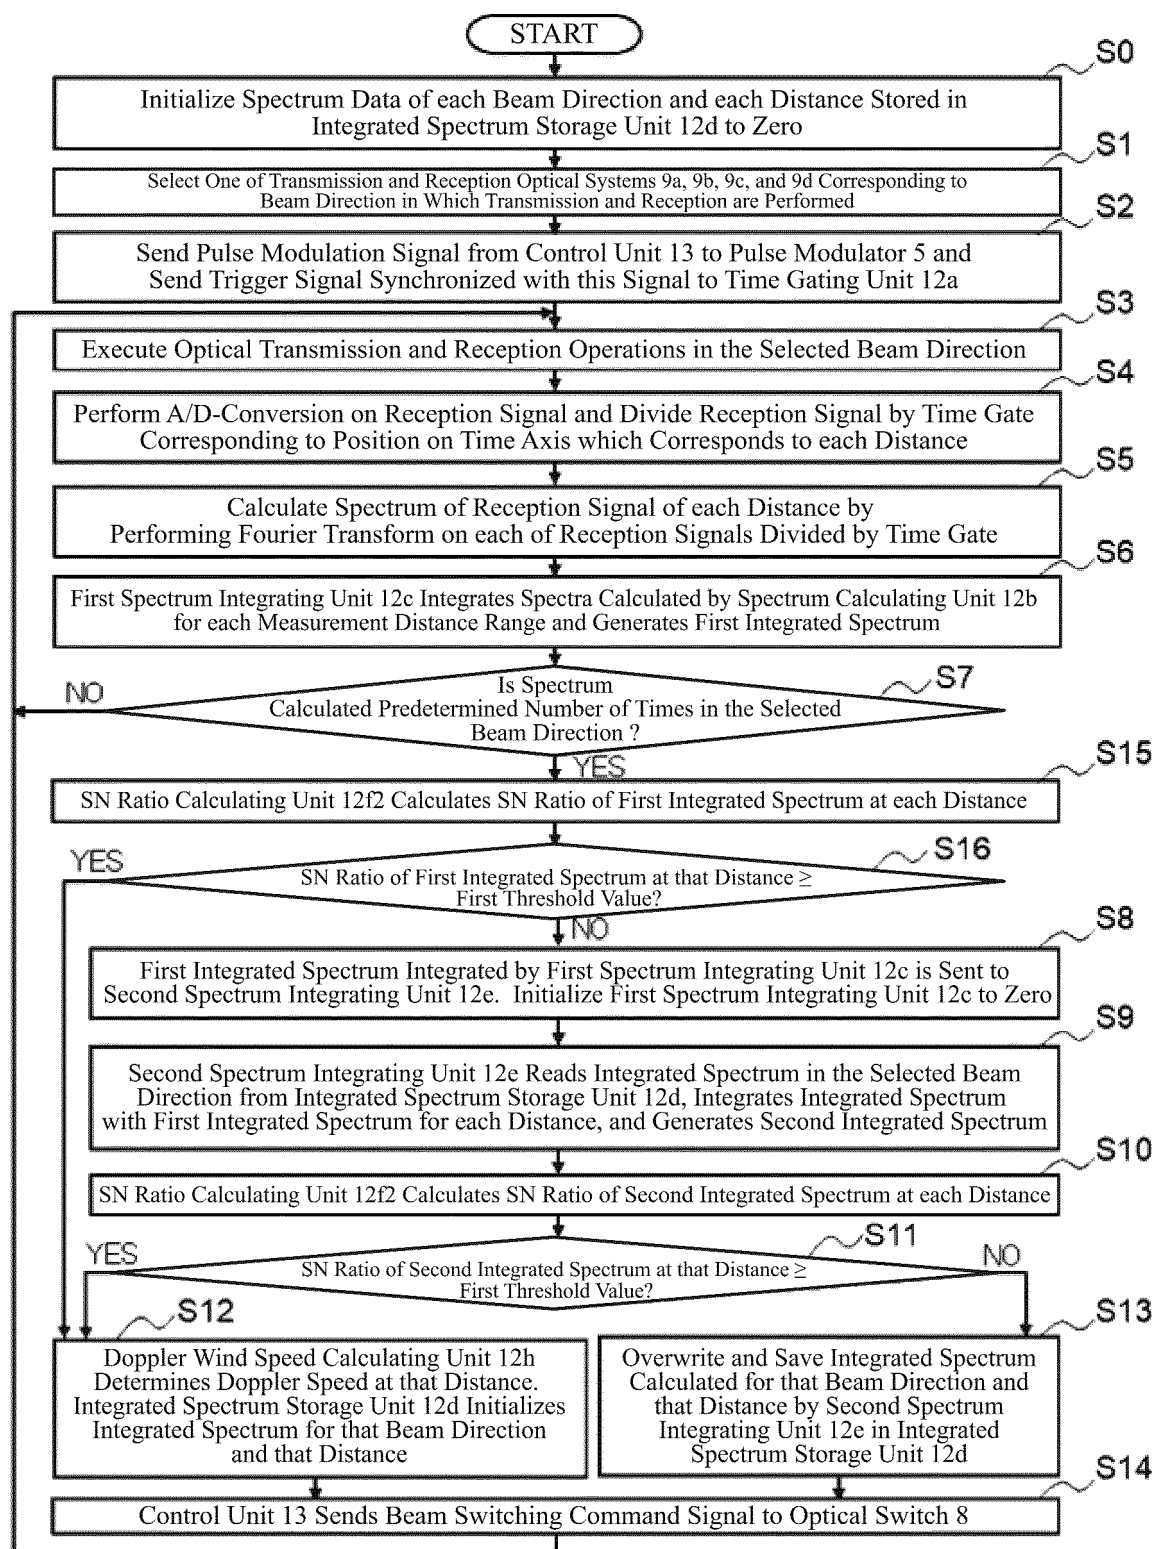 START
S0
Initialize Spectrum Data of each Beam Direction and each Distance Stored in
Integrated Spectrum Storage Unit 12d to Zero
S1
Select One of Transmission and Reception Optical Systems 9a, 9b, 9c, and 9d Corresponding to
Beam Direction in Which Transmission and Reception are Performed
S2
Send Pulse Modulation Signal from Control Unit 13 to Pulse Modulator 5 and
Send Trigger Signal Synchronized with this Signal to Time Gating Unit 12a
S3
Execute Optical Transmission and Reception Operations in the Selected Beam Direction
S4
Perform A/D-Conversion on Reception Signal and Divide Reception Signal by Time Gate
Corresponding to Position on Time Axis which Corresponds to each Distance
S5
Calculate Spectrum of Reception Signal of each Distance by
Performing Fourier Transform on each of Reception Signals Divided by Time Gate
S6
First Spectrum Integrating Unit 12c Integrates Spectra Calculated by Spectrum Calculating Unit 12b
for each Measurement Distance Range and Generates First Integrated Spectrum
S7
NO
Is Spectrum
Calculated Predetermined Number of Times in the Selected
Beam Direction ?
YES
S15
SN Ratio Calculating Unit 12f2 Calculates SN Ratio of First Integrated Spectrum at each Distance
S16
YES
SN Ratio of First Integrated Spectrum at that Distance ≥
First Threshold Value?
NO
S8
First Integrated Spectrum Integrated by First Spectrum Integrating Unit 12c is Sent to
Second Spectrum Integrating Unit 12e. Initialize First Spectrum Integrating Unit 12c to Zero
S9
Second Spectrum Integrating Unit 12e Reads Integrated Spectrum in the Selected Beam
Direction from Integrated Spectrum Storage Unit 12d, Integrates Integrated Spectrum
with First Integrated Spectrum for each Distance, and Generates Second Integrated Spectrum
S10
SN Ratio Calculating Unit 12f2 Calculates SN Ratio of Second Integrated Spectrum at each Distance
S11
YES
NO
SN Ratio of Second Integrated Spectrum at that Distance ≥
First Threshold Value?
S12
Doppler Wind Speed Calculating Unit 12h
Determines Doppler Speed at that Distance.
Integrated Spectrum Storage Unit 12d Initializes
Integrated Spectrum for that Beam Direction
and that Distance
S13
Overwrite and Save Integrated Spectrum
Calculated for that Beam Direction and
that Distance by Second Spectrum
Integrating Unit 12e in Integrated
Spectrum Storage Unit 12d
S14
Control Unit 13 Sends Beam Switching Command Signal to Optical Switch 8